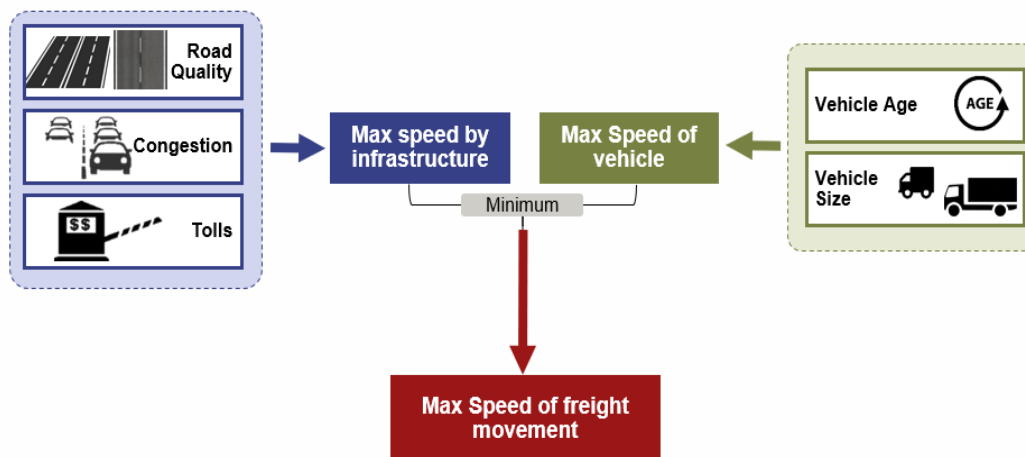 Road
Quality
Congestion
$$
Tolls
Max speed by
infrastructure
Max Speed of
vehicle
Minimum
Vehicle Age
AGE
Vehicle
Size
Max Speed of freight
movement